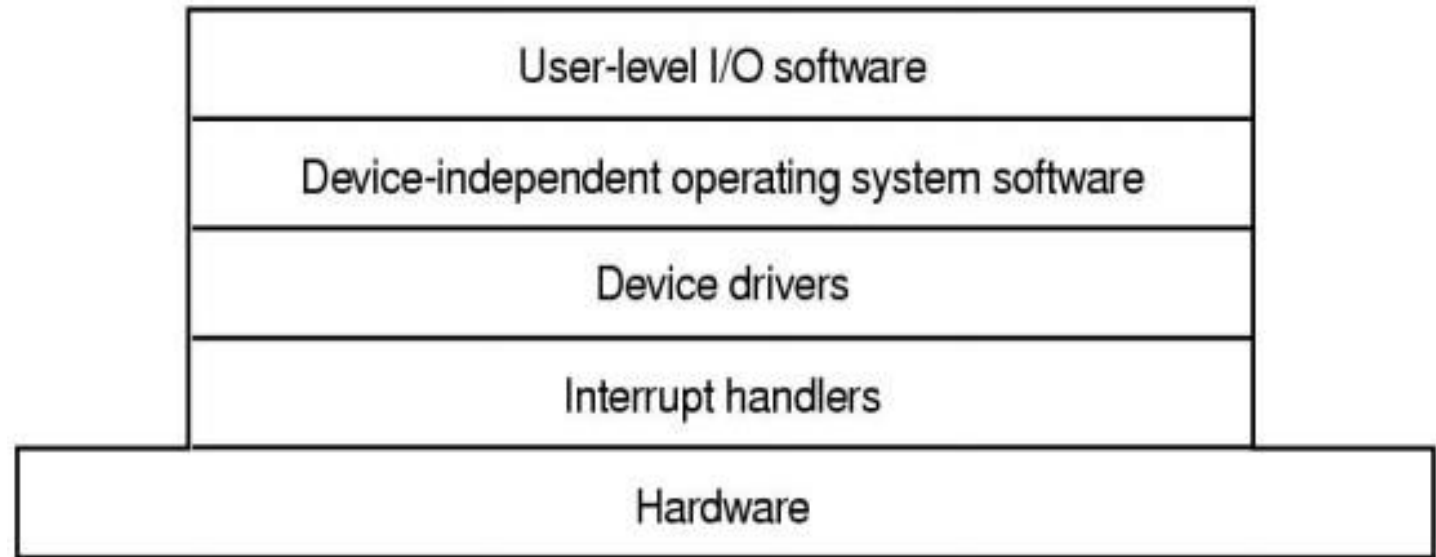 User-level I/O software
Device-independent operating system software
Device drivers
Interrupt handlers
Hardware